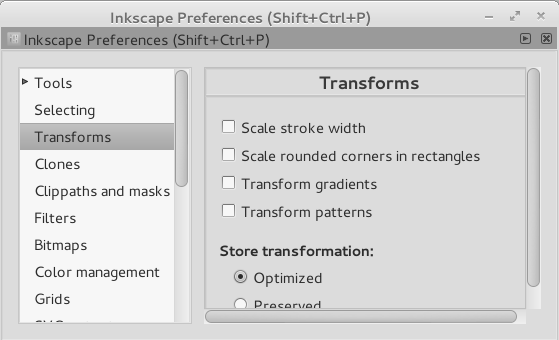 Inkscape Preferences (Shift+Ctrl+P)
Inkscape Preferences (Shift+Ctrl+P)
Tools
Selecting
Transforms
Clones
Clippaths and masks
Filters
Bitmaps
Color management
Grids
Transforms
Scale stroke width
Scale rounded corners in rectangles
Transform gradients
Transform patterns
Store transformation:
Optimized
Preserved